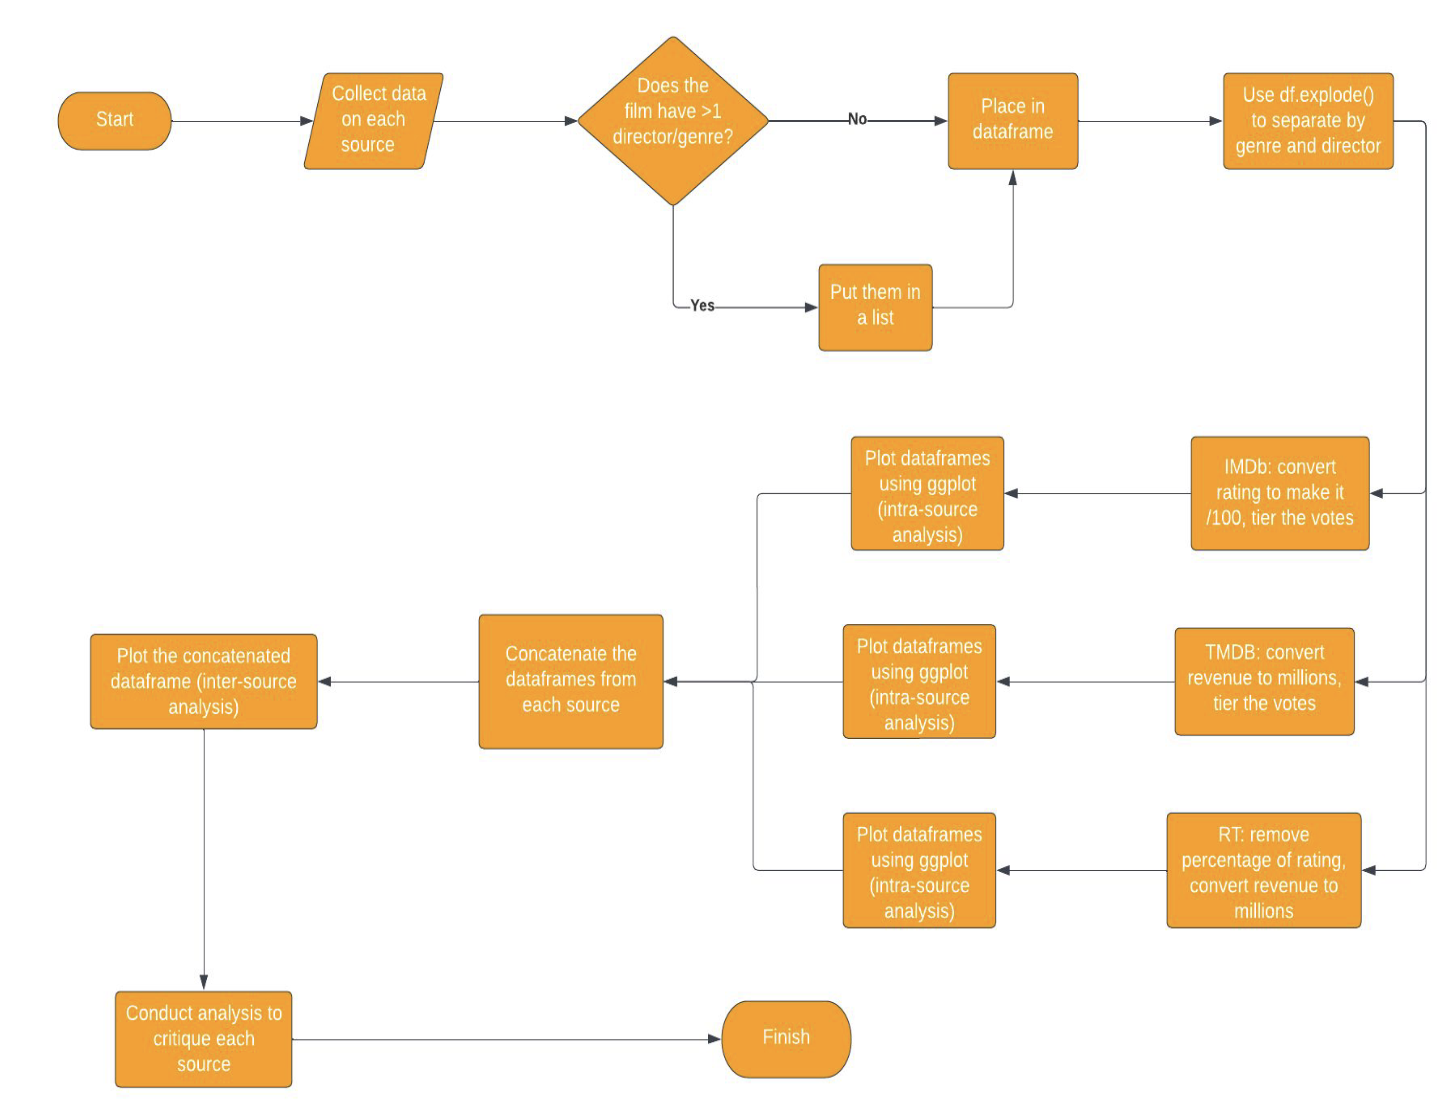 Start
Collect data
on each
source
Does the
film have >1
director/genre?
No
Place in
dataframe
Use df.explode()
to separate by
genre and director
Yes
Put them in
a list
IMDb: convert
rating to make it
/100, tier the votes
Plot dataframes
using ggplot
(intra-source
analysis)
TMDB: convert
revenue to millions,
tier the votes
Plot dataframes
using ggplot
(intra-source
analysis)
RT: remove
percentage of rating,
convert revenue to
millions
Plot dataframes
using ggplot
(intra-source
analysis)
Concatenate the
dataframes from
each source
Plot the concatenated
dataframe (inter-source
analysis)
Conduct analysis to
critique each
source
Finish